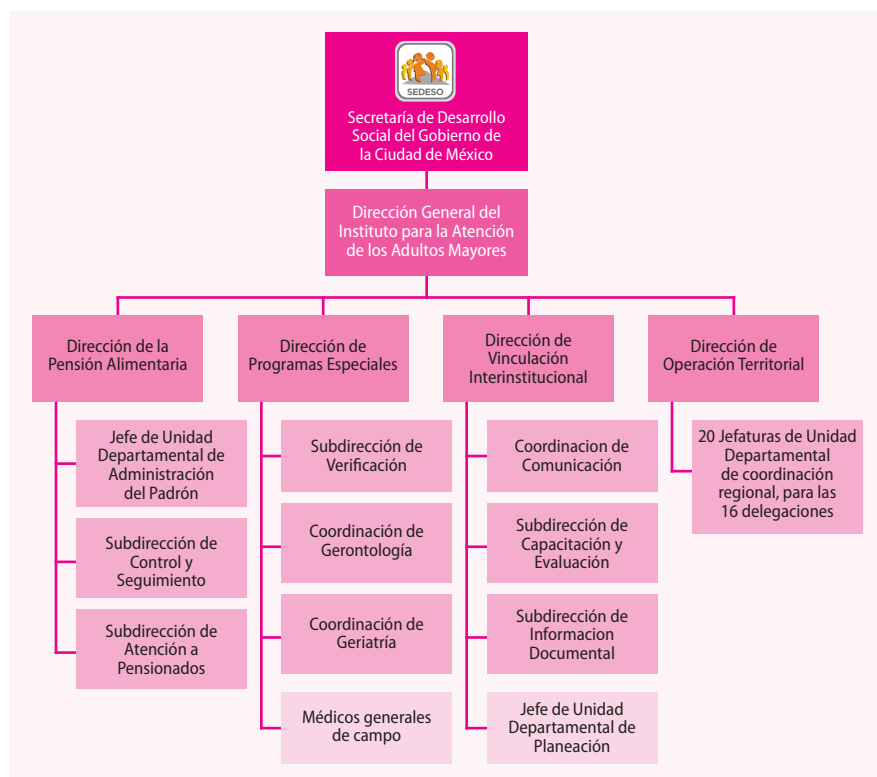 SEDESO
Secretaría de Desarrollo
Social del Gobierno de
la Ciudad de México
Dirección General del
Instituto para la Atención
de los Adultos Mayores
Dirección de la
Pensión Alimentaria
Jefe de Unidad
Departamental de
Administración
del Padrón
Subdirección de
Control y
Seguimiento
Subdirección de
Atención a
Pensionados
Dirección de
Programas Especiales
Subdirección de
Verificación
Coordinación de
Gerontología
Coordinación de
Geriatría
Médicos generales
de campo
Dirección de
Vinculación
Interinstitucional
Coordinacion de
Comunicación
Subdirección de
Capacitación y
Evaluación
Subdirección de
Informacion
Documental
Jefe de Unidad
Departamental de
Planeación
Dirección de
Operación Territorial
20 Jefaturas de Unidad
Departamental
de coordinación
regional, para las
16 delegaciones